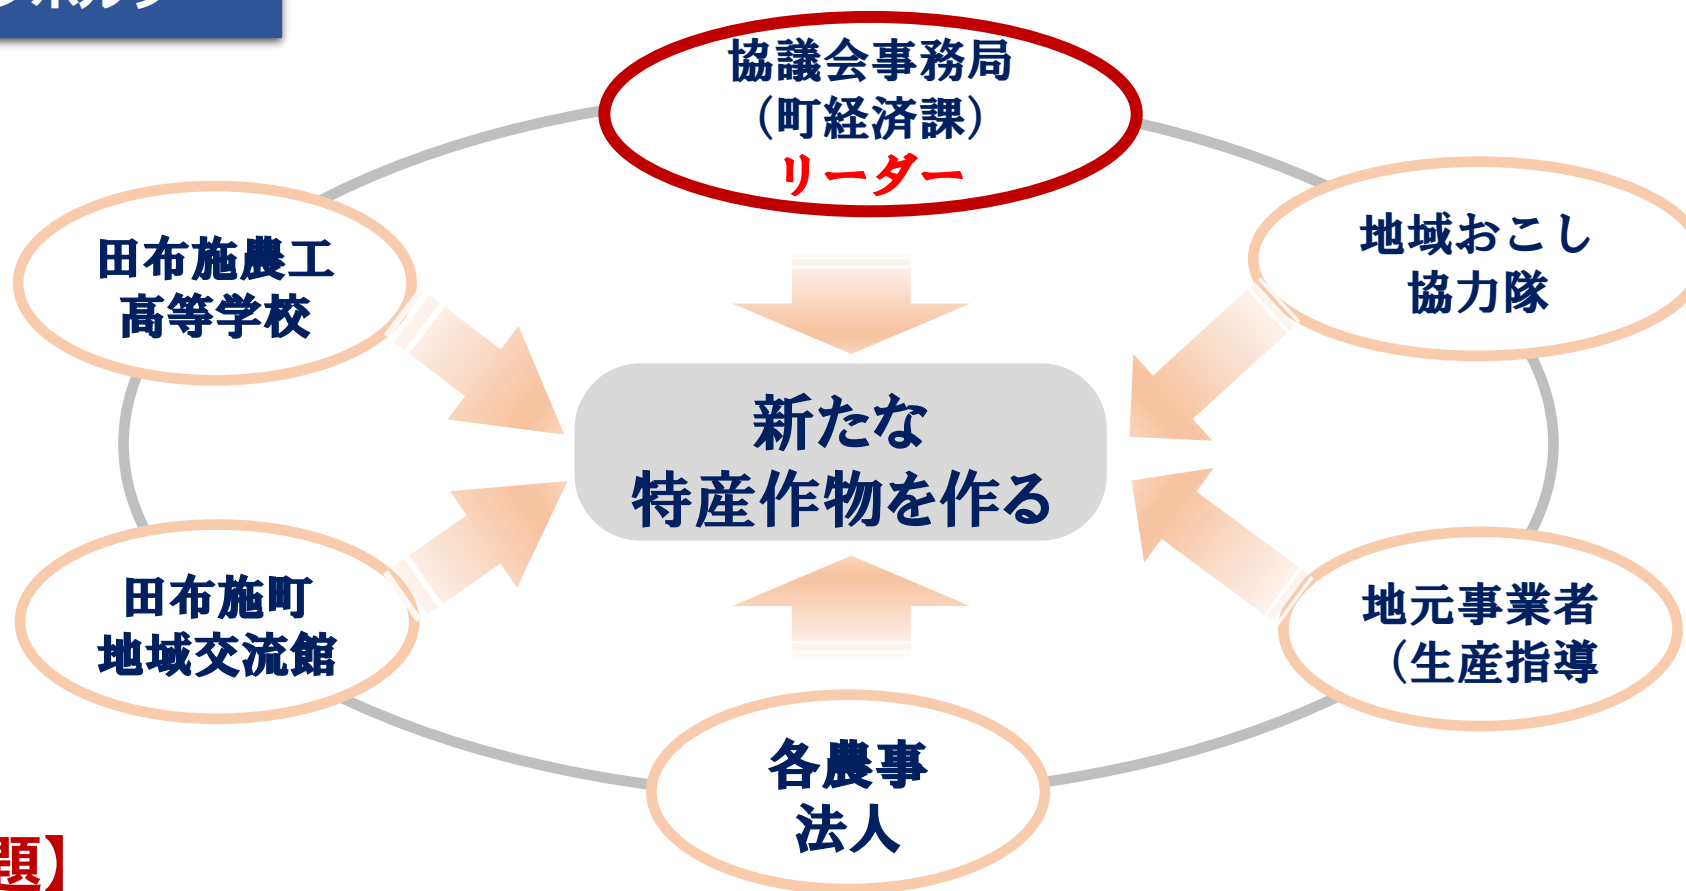 協議会事務局
（町経済課）
リーダー
田布施農工
高等学校
地域おこし
協力隊
新たな
特産作物を作る
田布施町
地域交流館
地元事業者
（生産指導
各農事
法人
題】